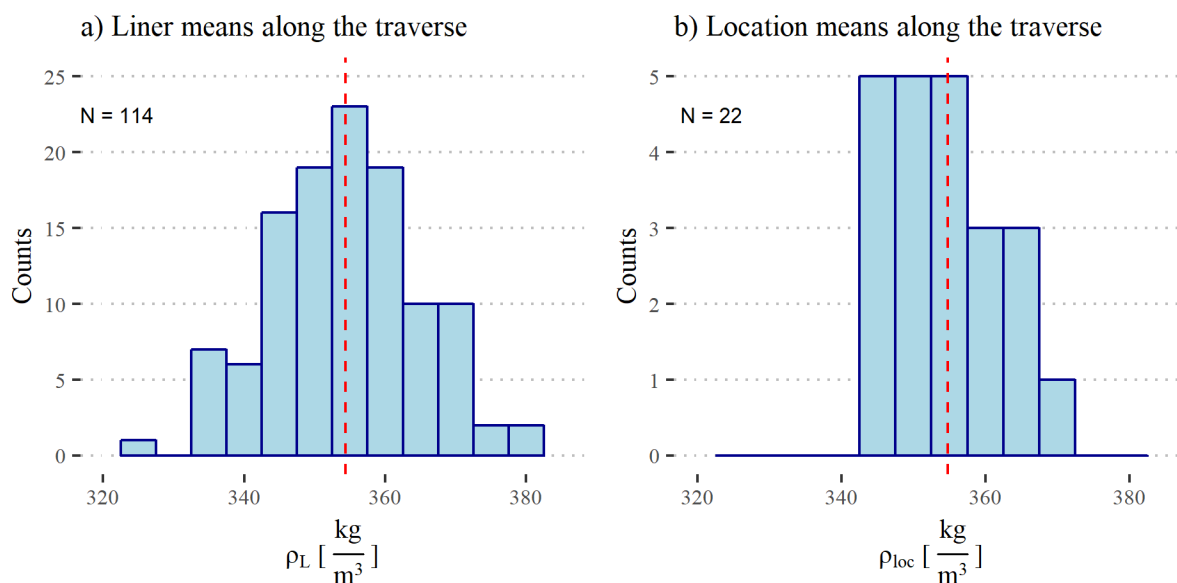 a) Liner means along the traverse
25
20
15
10
5
0
N = 114
Counts
320 340 360 380
ρL [ kg/m³ ]
b) Location means along the traverse
5
4
3
2
1
0
N = 22
Counts
320 340 360 380
ρloc [ kg/m³ ]